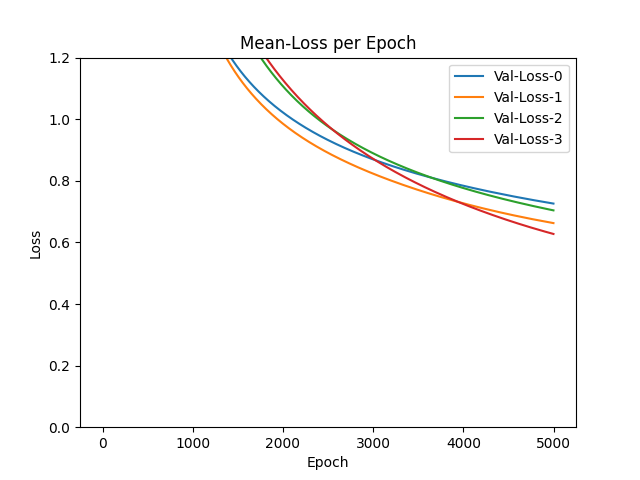 Mean-Loss per Epoch
1.2
1.0
0.8
0.6
0.4
0.2
0.0
Loss
Val-Loss-0
Val-Loss-1
Val-Loss-2
Val-Loss-3
0 1000 2000 3000 4000 5000
Epoch